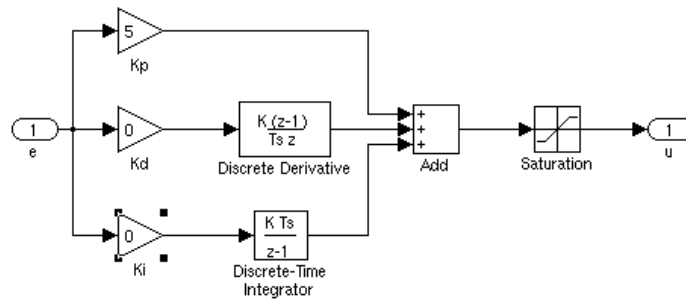 5
Kp
1
e
0
Kd
K (z-1)
Ts z
Discrete Derivative
+
+
+
Add
Saturation
1
u
0
Ki
K Ts
z-1
Discrete-Time
Integrator